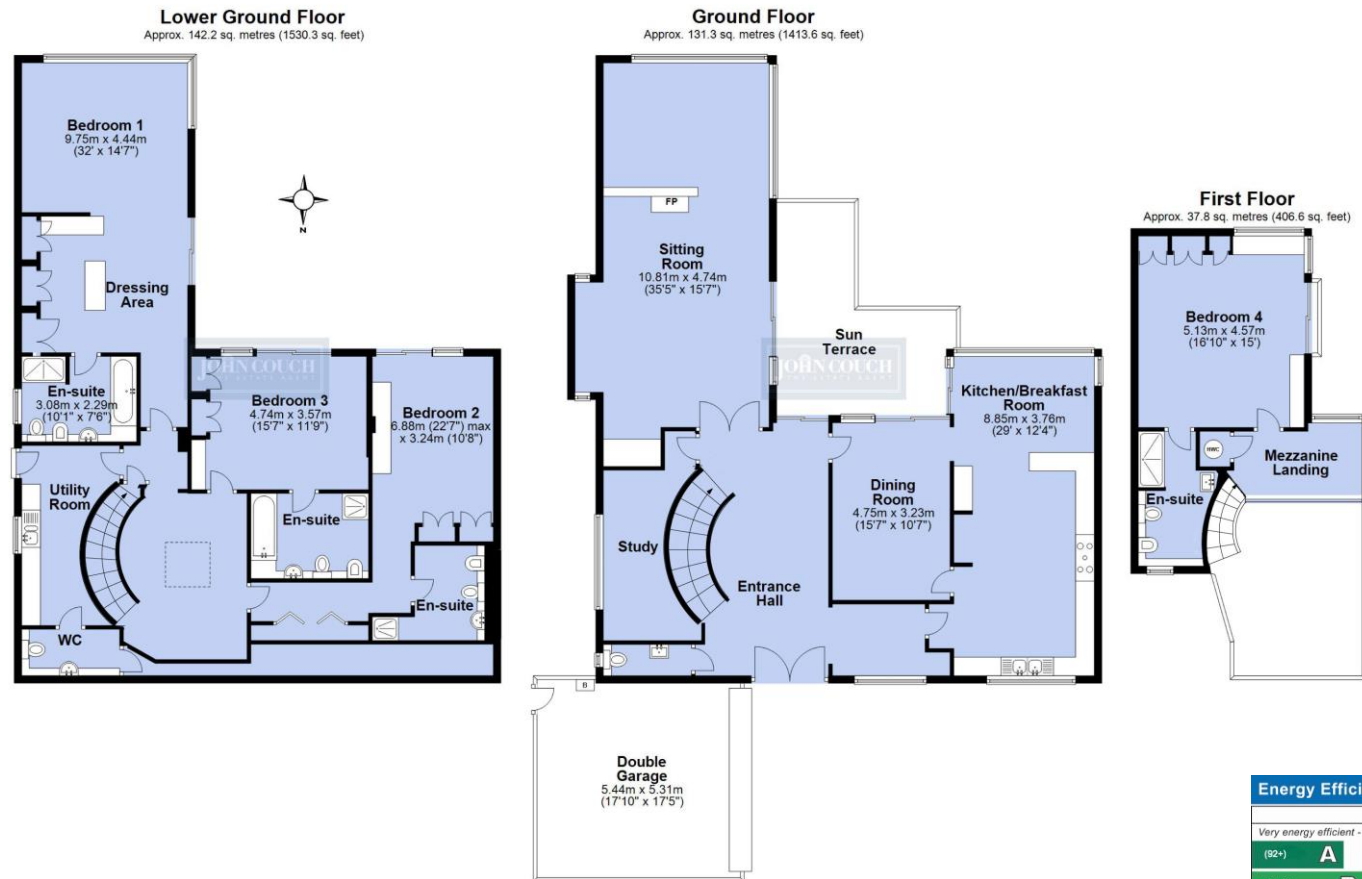 Lower Ground Floor
Approx. 142.2 sq. metres (1530.3 sq. feet)
Bedroom 1
9.75m x 4.44m
(32' x 14'7")
Dressing
Area
En-suite
3.08m x 2.29m
(10'1" x 7'6")
Bedroom 3
4.74m x 3.57m
(15'7" x 11'9")
Bedroom 2
6.88m (22'7") max
x 3.24m (10'8")
Utility
Room
En-suite
En-suite
WC
N
JOHN COUCH
Ground Floor
Approx. 131.3 sq. metres (1413.6 sq. feet)
FP
Sitting
Room
10.81m x 4.74m
(35'5" x 15'7")
Sun
Terrace
JOHN COUCH
Kitchen/Breakfast
Room
8.85m x 3.76m
(29' x 12'4")
Dining
Room
4.75m x 3.23m
(15'7" x 10'7")
Study
Entrance
Hall
B
Double
Garage
5.44m x 5.31m
(17'10" x 17'5")
First Floor
Approx. 37.8 sq. metres (406.6 sq. feet)
Bedroom 4
5.13m x 4.57m
(16'10" x 15')
HWC
Mezzanine
Landing
En-suite
Energy Effici
Very energy efficient -
(92+) A